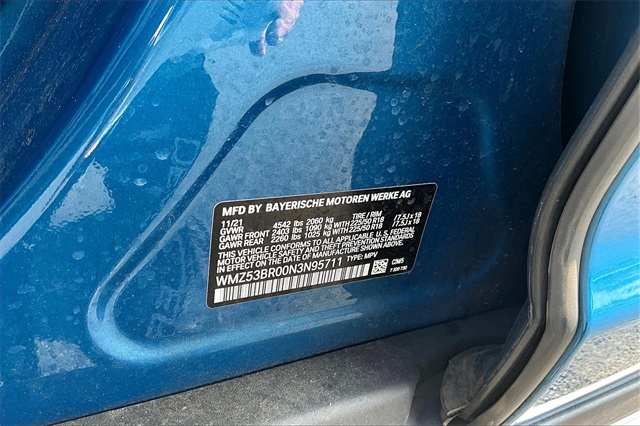 MFD BY BAYERISCHE MOTOREN WERKE AG
11/21 TIRE / RIM
GVWR 4542 lbs 2060 kg
GAWR FRONT 2403 lbs 1090 kg WITH 225/50 R18 /7.5J x 18
GAWR REAR 2260 lbs 1025 kg WITH 225/50 R18 /7.5J x 18
THIS VEHICLE CONFORMS TO ALL APPLICABLE U.S. FEDERAL
MOTOR VEHICLE SAFETY AND THEFT PREVENTION STANDARDS
IN EFFECT ON THE DATE OF MANUFACTURE SHOWN ABOVE.
WMZ53BR00N3N95711 TYPE: MPV